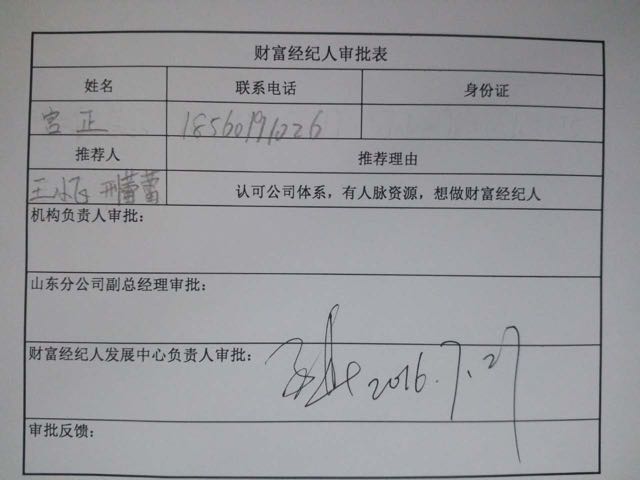 财富经纪人审批表
姓名 联系电话 身份证
宫正 18560191226
推荐人 推荐理由
王小飞 邢蕾蕾 认可公司体系，有人脉资源，想做财富经纪人
机构负责人审批：
山东分公司副总经理审批：
财富经纪人发展中心负责人审批： 2016.7.27
审批反馈：